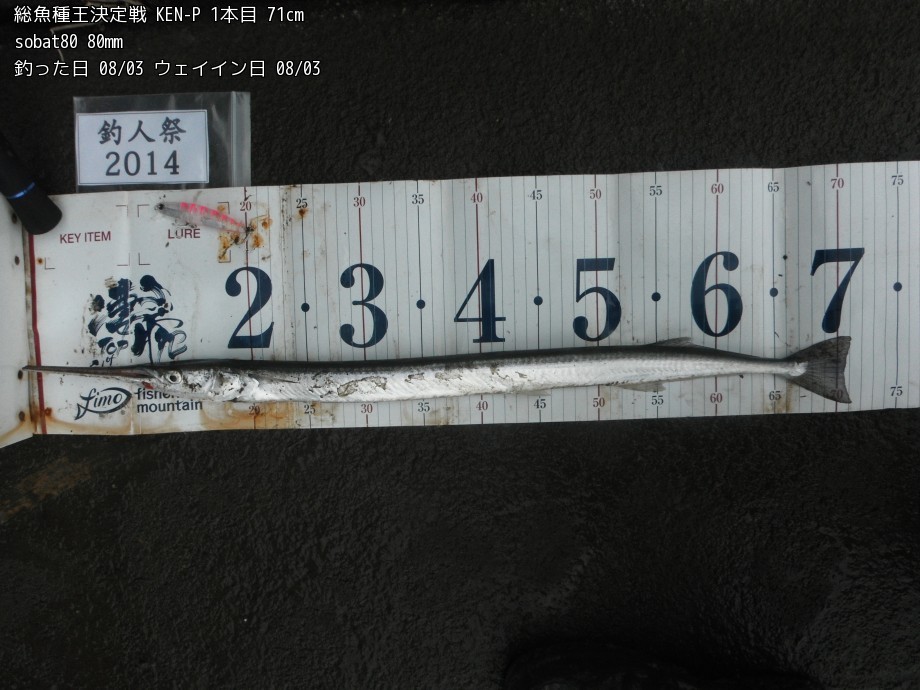 総魚種王決定戦 KEN-P 1本目 71cm
sobat80 80mm
釣った日 08/03 ウェイイン日 08/03
釣人祭
2014
20 25 30 35 40 45 50 55 60 65 70 75
KEY ITEM
LURE
2 · 3 · 4 · 5 · 6 · 7 ·
Limo
mountain
20 25 30 35 40 45 50 55 60 65 75